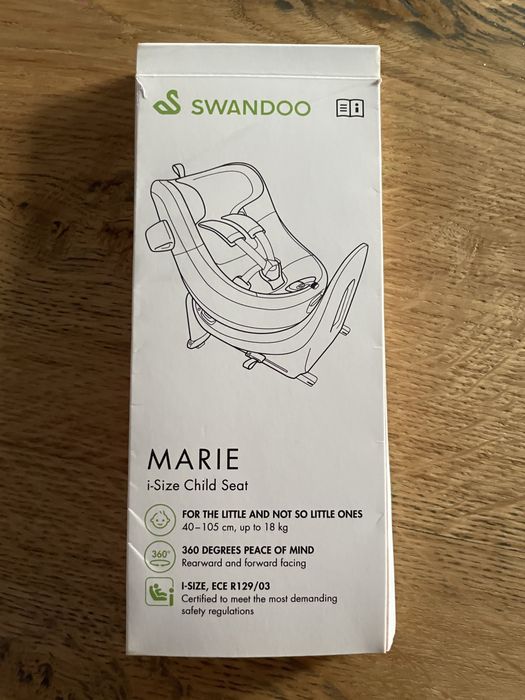 SWANDOO
MARIE
i-Size Child Seat
FOR THE LITTLE AND NOT SO LITTLE ONES
40–105 cm, up to 18 kg
360°
360 DEGREES PEACE OF MIND
Rearward and forward facing
i
I-SIZE, ECE R129/03
Certified to meet the most demanding
safety regulations